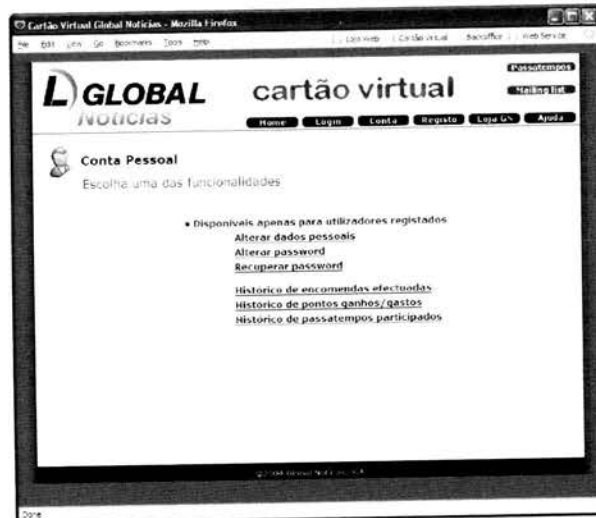 Cartão Virtual Global Noticias - Mozilla Firefox
Go Bookmarks Tools Help
Loja Web Cartão Virtual Backoffice Web Service
Passatempos
L) GLOBAL
Notícias
cartão virtual
Mailing list
Home Login Conta Registo Loja GN Ajuda
Conta Pessoal
Escolha uma das funcionalidades
• Disponíveis apenas para utilizadores registados
Alterar dados pessoais
Alterar password
Recuperar password
Histórico de encomendas efectuadas
Histórico de pontos ganhos/gastos
Histórico de passatempos participados
Done